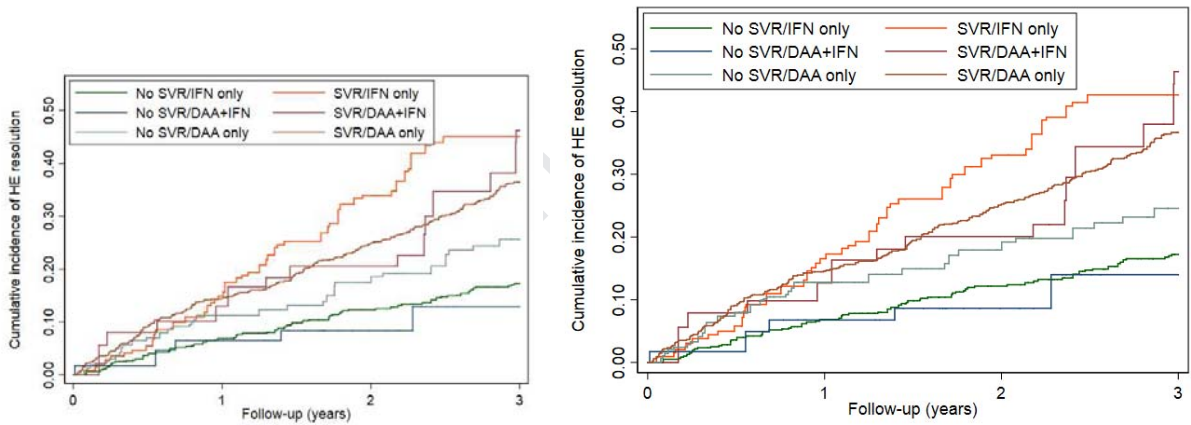 No SVR/IFN only SVR/IFN only
No SVR/DAA+IFN SVR/DAA+IFN
No SVR/DAA only SVR/DAA only
Cumulative incidence of HE resolution
0.50
0.40
0.30
0.20
0.10
0.00
0 1 2 3
Follow-up (years)
No SVR/IFN only SVR/IFN only
No SVR/DAA+IFN SVR/DAA+IFN
No SVR/DAA only SVR/DAA only
Cumulative incidence of HE resolution
0.50
0.40
0.30
0.20
0.10
0.00
0 1 2 3
Follow-up (years)